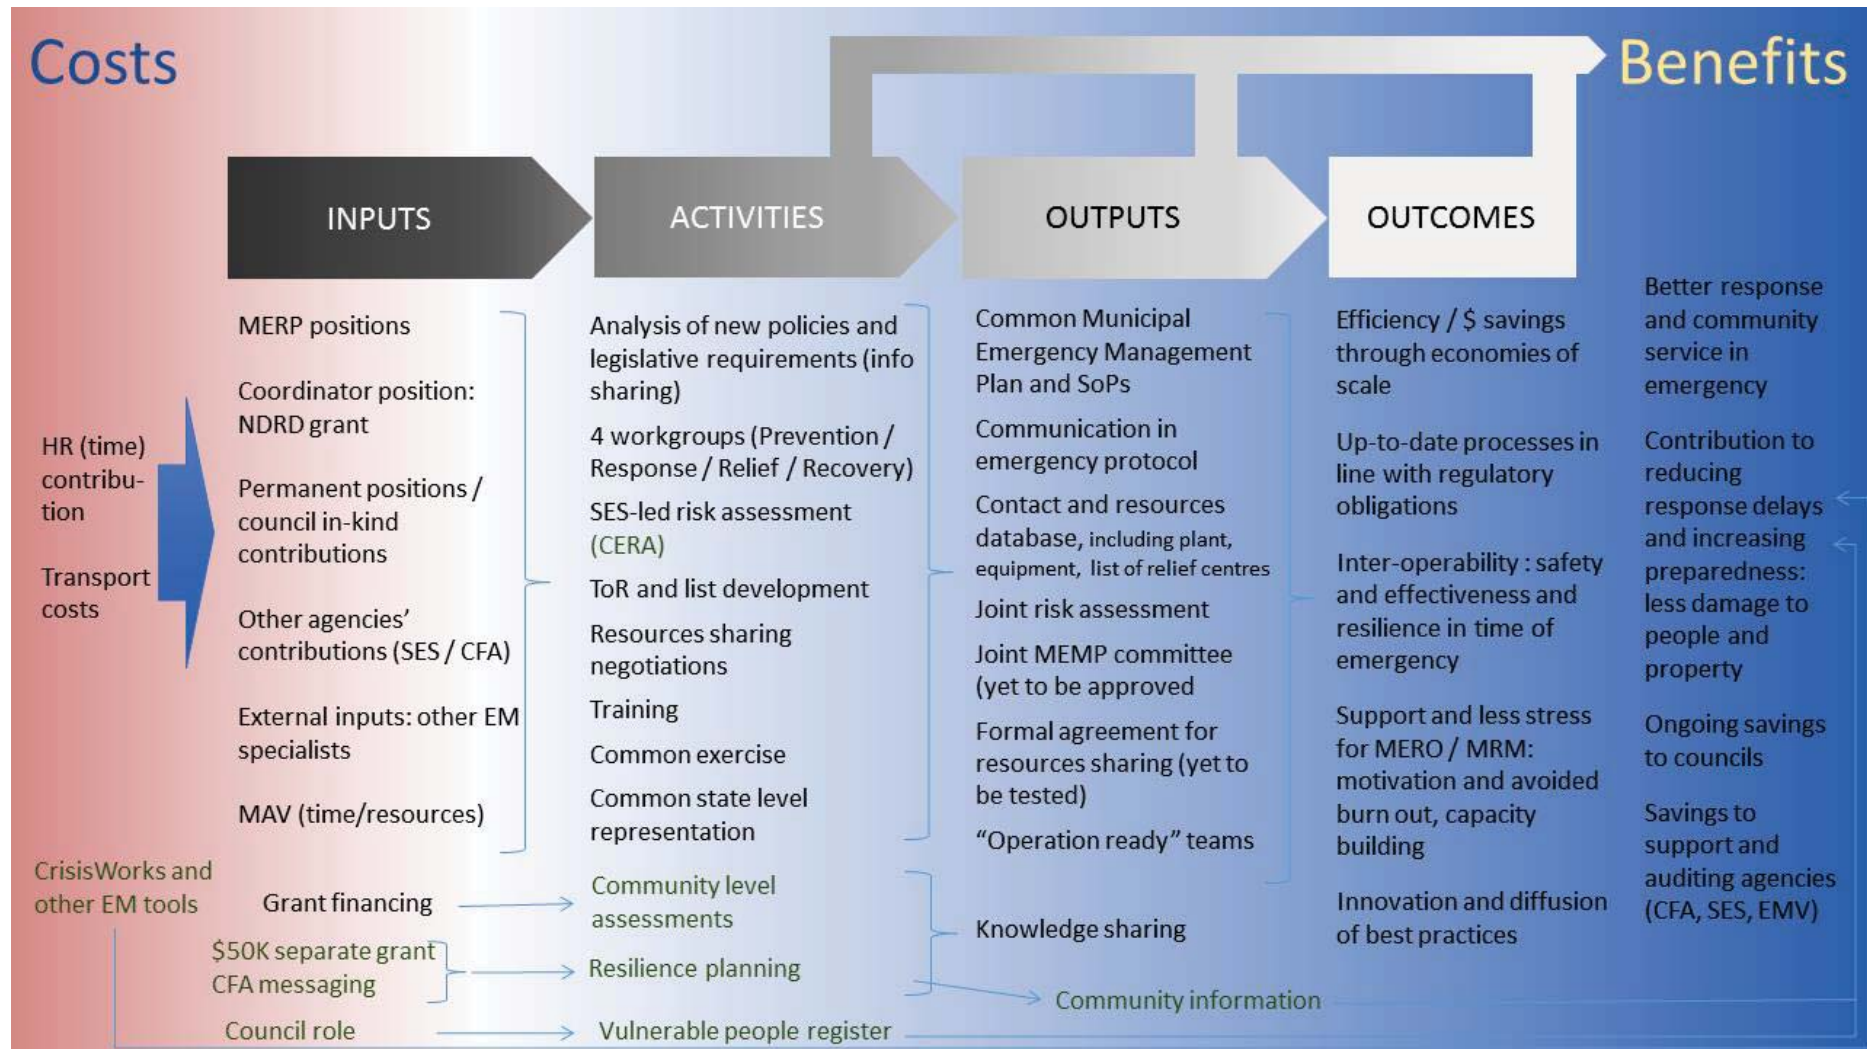 Costs
Benefits
INPUTS
ACTIVITIES
OUTPUTS
OUTCOMES
HR (time)
contribu-
tion
Transport
costs
CrisisWorks and
other EM tools
MERP positions
Coordinator position:
NDRD grant
Permanent positions /
council in-kind
contributions
Other agencies’
contributions (SES / CFA)
External inputs: other EM
specialists
MAV (time/resources)
Grant financing
$50K separate grant
CFA messaging
Council role
Analysis of new policies and
legislative requirements (info
sharing)
4 workgroups (Prevention /
Response / Relief / Recovery)
SES-led risk assessment
(CERA)
ToR and list development
Resources sharing
negotiations
Training
Common exercise
Common state level
representation
Community level
assessments
Resilience planning
Vulnerable people register
Common Municipal
Emergency Management
Plan and SoPs
Communication in
emergency protocol
Contact and resources
database, including plant,
equipment, list of relief centres
Joint risk assessment
Joint MEMP committee
(yet to be approved
Formal agreement for
resources sharing (yet to
be tested)
“Operation ready” teams
Knowledge sharing
Community information
Efficiency / $ savings
through economies of
scale
Up-to-date processes in
line with regulatory
obligations
Inter-operability : safety
and effectiveness and
resilience in time of
emergency
Support and less stress
for MERO / MRM:
motivation and avoided
burn out, capacity
building
Innovation and diffusion
of best practices
Better response
and community
service in
emergency
Contribution to
reducing
response delays
and increasing
preparedness:
less damage to
people and
property
Ongoing savings
to councils
Savings to
support and
auditing agencies
(CFA, SES, EMV)